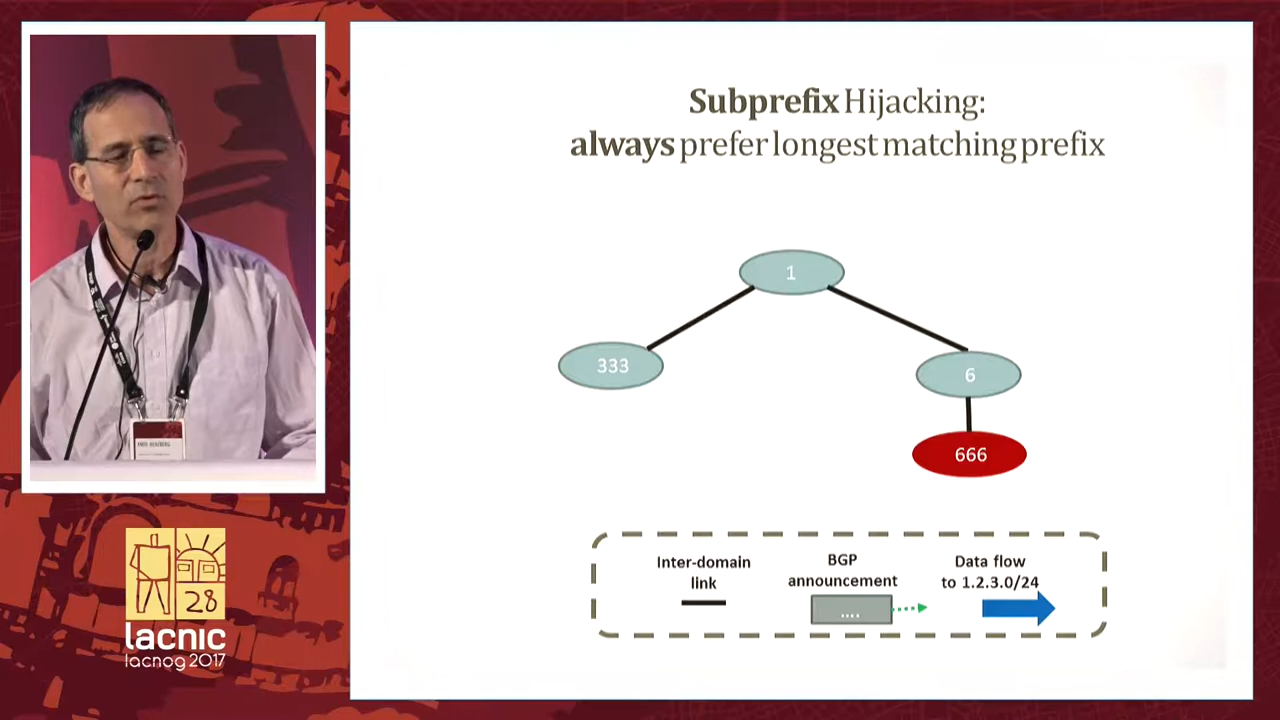 Subprefix Hijacking:
always prefer longest matching prefix
1
333
6
666
Inter-domain
link
BGP
announcement
....
Data flow
to 1.2.3.0/24
28
lacnic
lacnog 2017